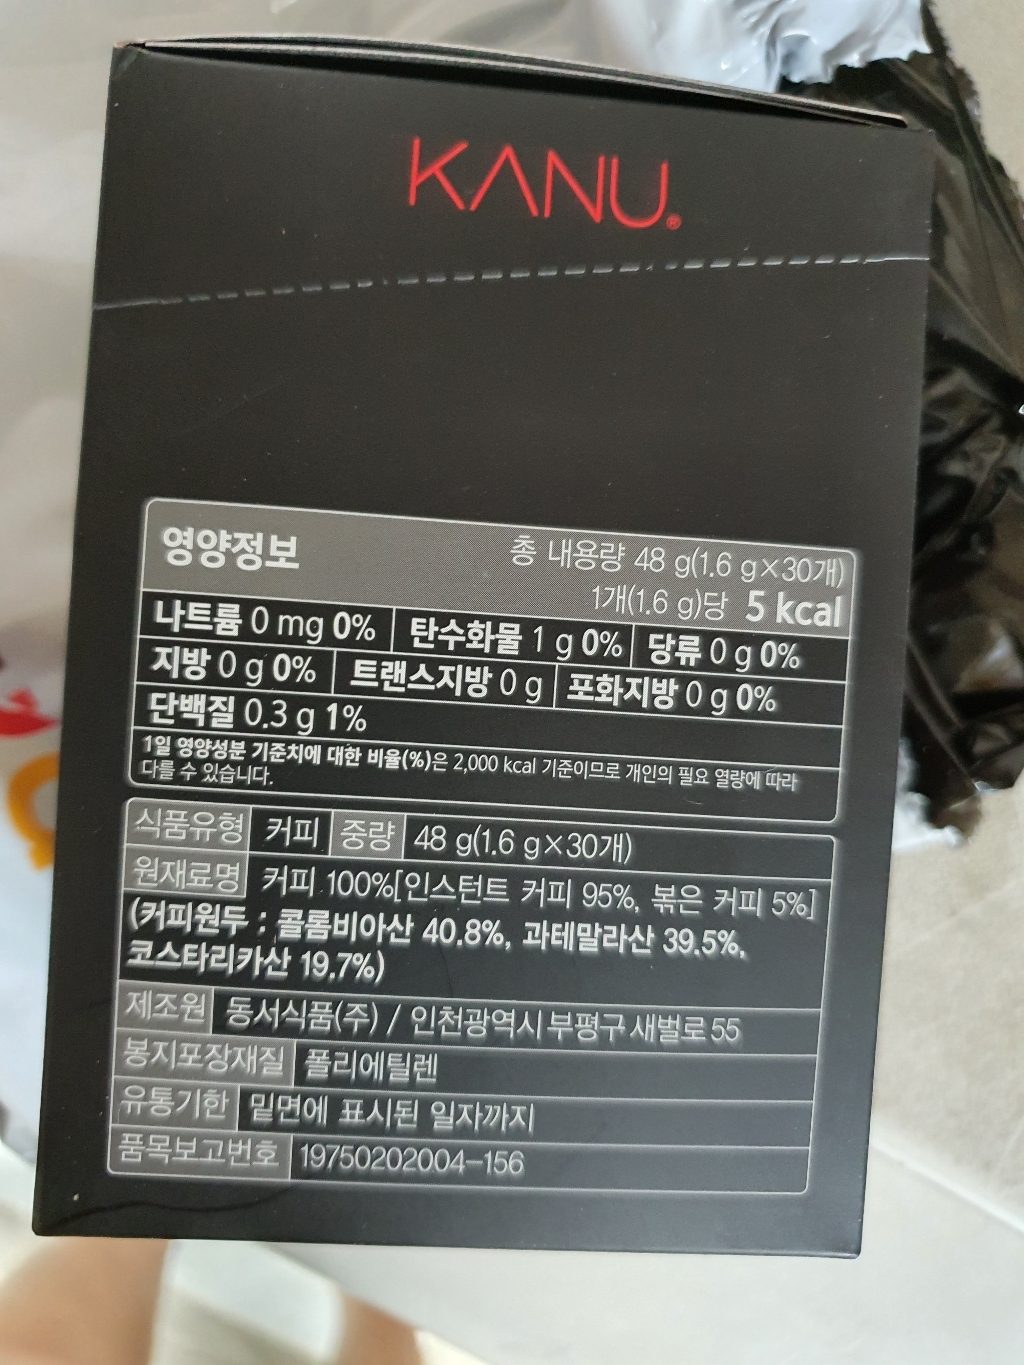 KANU®
영양정보
총 내용량 48 g(1.6 g×30개)
1개(1.6 g)당 5 kcal
나트륨 0 mg 0% 탄수화물 1 g 0% 당류 0 g 0%
지방 0 g 0% 트랜스지방 0 g 포화지방 0 g 0%
단백질 0.3 g 1%
1일 영양성분 기준치에 대한 비율(%)은 2,000 kcal 기준이므로 개인의 필요 열량에 따라
다를 수 있습니다.
식품유형 커피 중량 48 g(1.6 g×30개)
원재료명 커피 100%[인스턴트 커피 95%, 볶은 커피 5%]
(커피원두 ; 콜롬비아산 40.8%, 과테말라산 39.5%,
코스타리카산 19.7%)
제조원 동서식품(주) / 인천광역시 부평구 새벌로 55
봉지포장재질 폴리에틸렌
유통기한 밑면에 표시된 일자까지
품목보고번호 19750202004-156